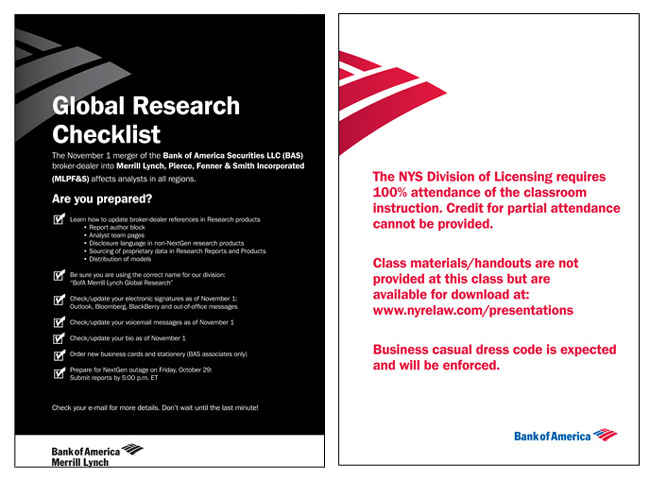 Global Research
Checklist
The November 1 merger of the Bank of America Securities LLC (BAS)
broker-dealer into Merrill Lynch, Pierce, Fenner & Smith Incorporated
(MLPF&S) affects analysts in all regions.
Are you prepared?
Learn how to update broker-dealer references in Research products
• Report author block
• Analyst team pages
• Disclosure language in non-NextGen research products
• Sourcing of proprietary data in Research Reports and Products
• Distribution of models
Be sure you are using the correct name for our division:
"BofA Merrill Lynch Global Research"
Check/update your electronic signatures as of November 1:
Outlook, Bloomberg, BlackBerry and out-of-office messages
Check/update your voicemail messages as of November 1
Check/update your bio as of November 1
Order new business cards and stationery (BAS associates only)
Prepare for NextGen outage on Friday, October 29:
Submit reports by 5:00 p.m. ET
Check your e-mail for more details. Don't wait until the last minute!
Bank of America
Merrill Lynch
The NYS Division of Licensing requires
100% attendance of the classroom
instruction. Credit for partial attendance
cannot be provided.
Class materials/handouts are not
provided at this class but are
available for download at:
www.nyrelaw.com/presentations
Business casual dress code is expected
and will be enforced.
Bank of America